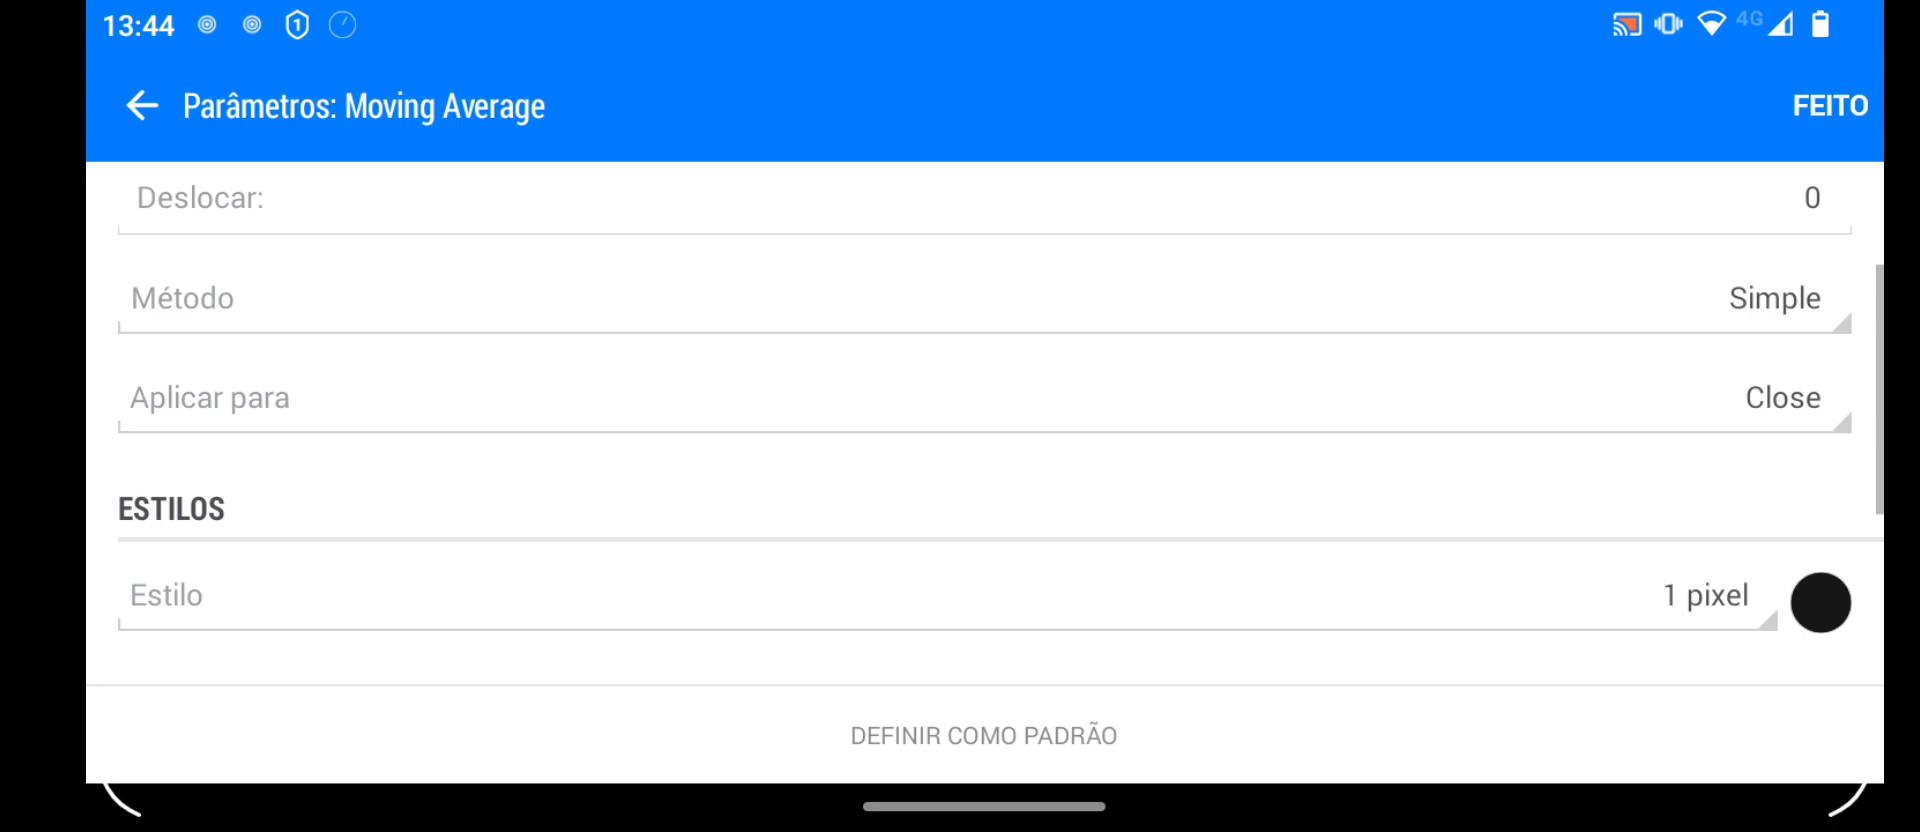 13:44 1 4G
Parâmetros: Moving Average FEITO
Deslocar: 0
Método Simple
Aplicar para Close
ESTILOS
Estilo 1 pixel
DEFINIR COMO PADRÃO